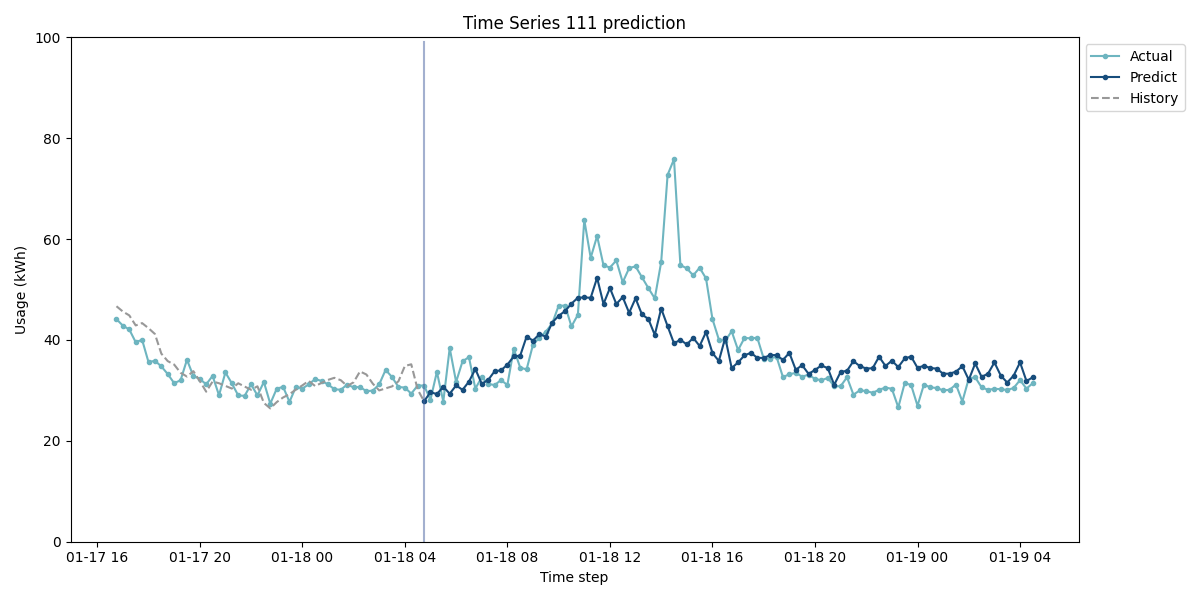 Time Series 111 prediction
100
80
60
40
20
0
Usage (kWh)
01-17 16 01-17 20 01-18 00 01-18 04 01-18 08 01-18 12 01-18 16 01-18 20 01-19 00 01-19 04
Time step
Actual
Predict
History